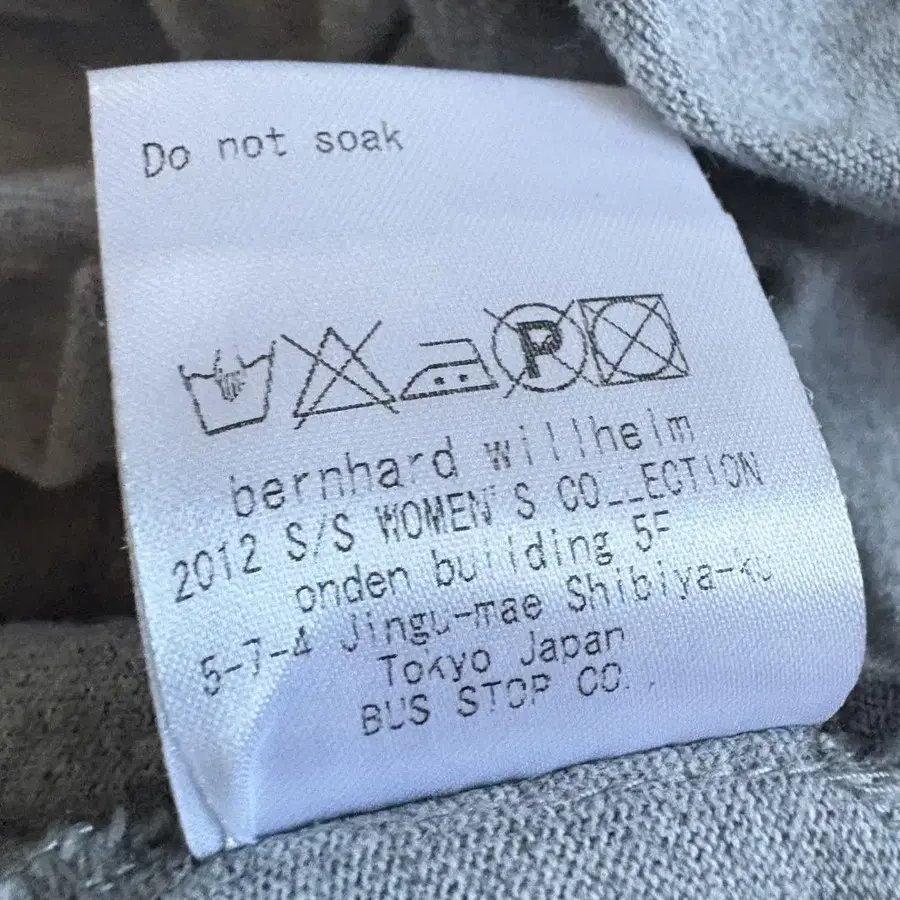 Do not soak
P
bernhard willhelm
2012 S/S WOMEN'S COLLECTION
onden building 5F
5-7-4 Jingu-mae Shibiya-ku
Tokyo Japan
BUS STOP CO.,